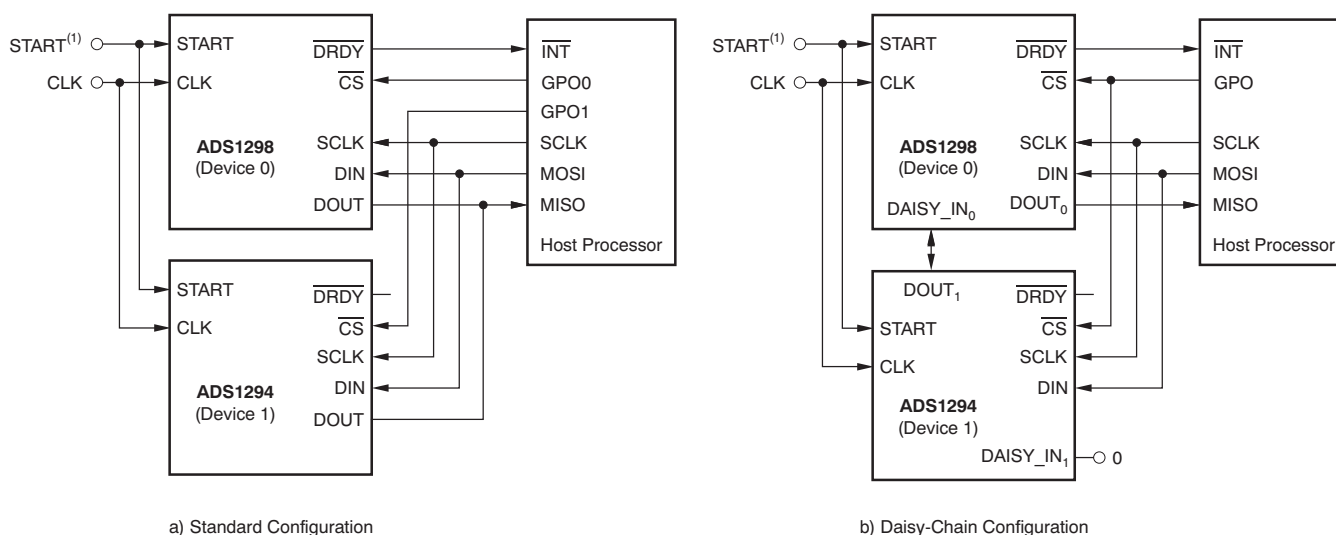 START(1)
CLK
START
CLK
DRDY
CS
SCLK
DIN
DOUT
ADS1298
(Device 0)
INT
GPO0
GPO1
SCLK
MOSI
MISO
Host Processor
START
CLK
DRDY
CS
SCLK
DIN
DOUT
ADS1294
(Device 1)
a) Standard Configuration
START(1)
CLK
START
CLK
DRDY
CS
SCLK
DIN
DOUT0
DAISY_IN0
ADS1298
(Device 0)
INT
GPO
SCLK
MOSI
MISO
Host Processor
DOUT1
START
CLK
DRDY
CS
SCLK
DIN
ADS1294
(Device 1)
DAISY_IN1
0
b) Daisy-Chain Configuration